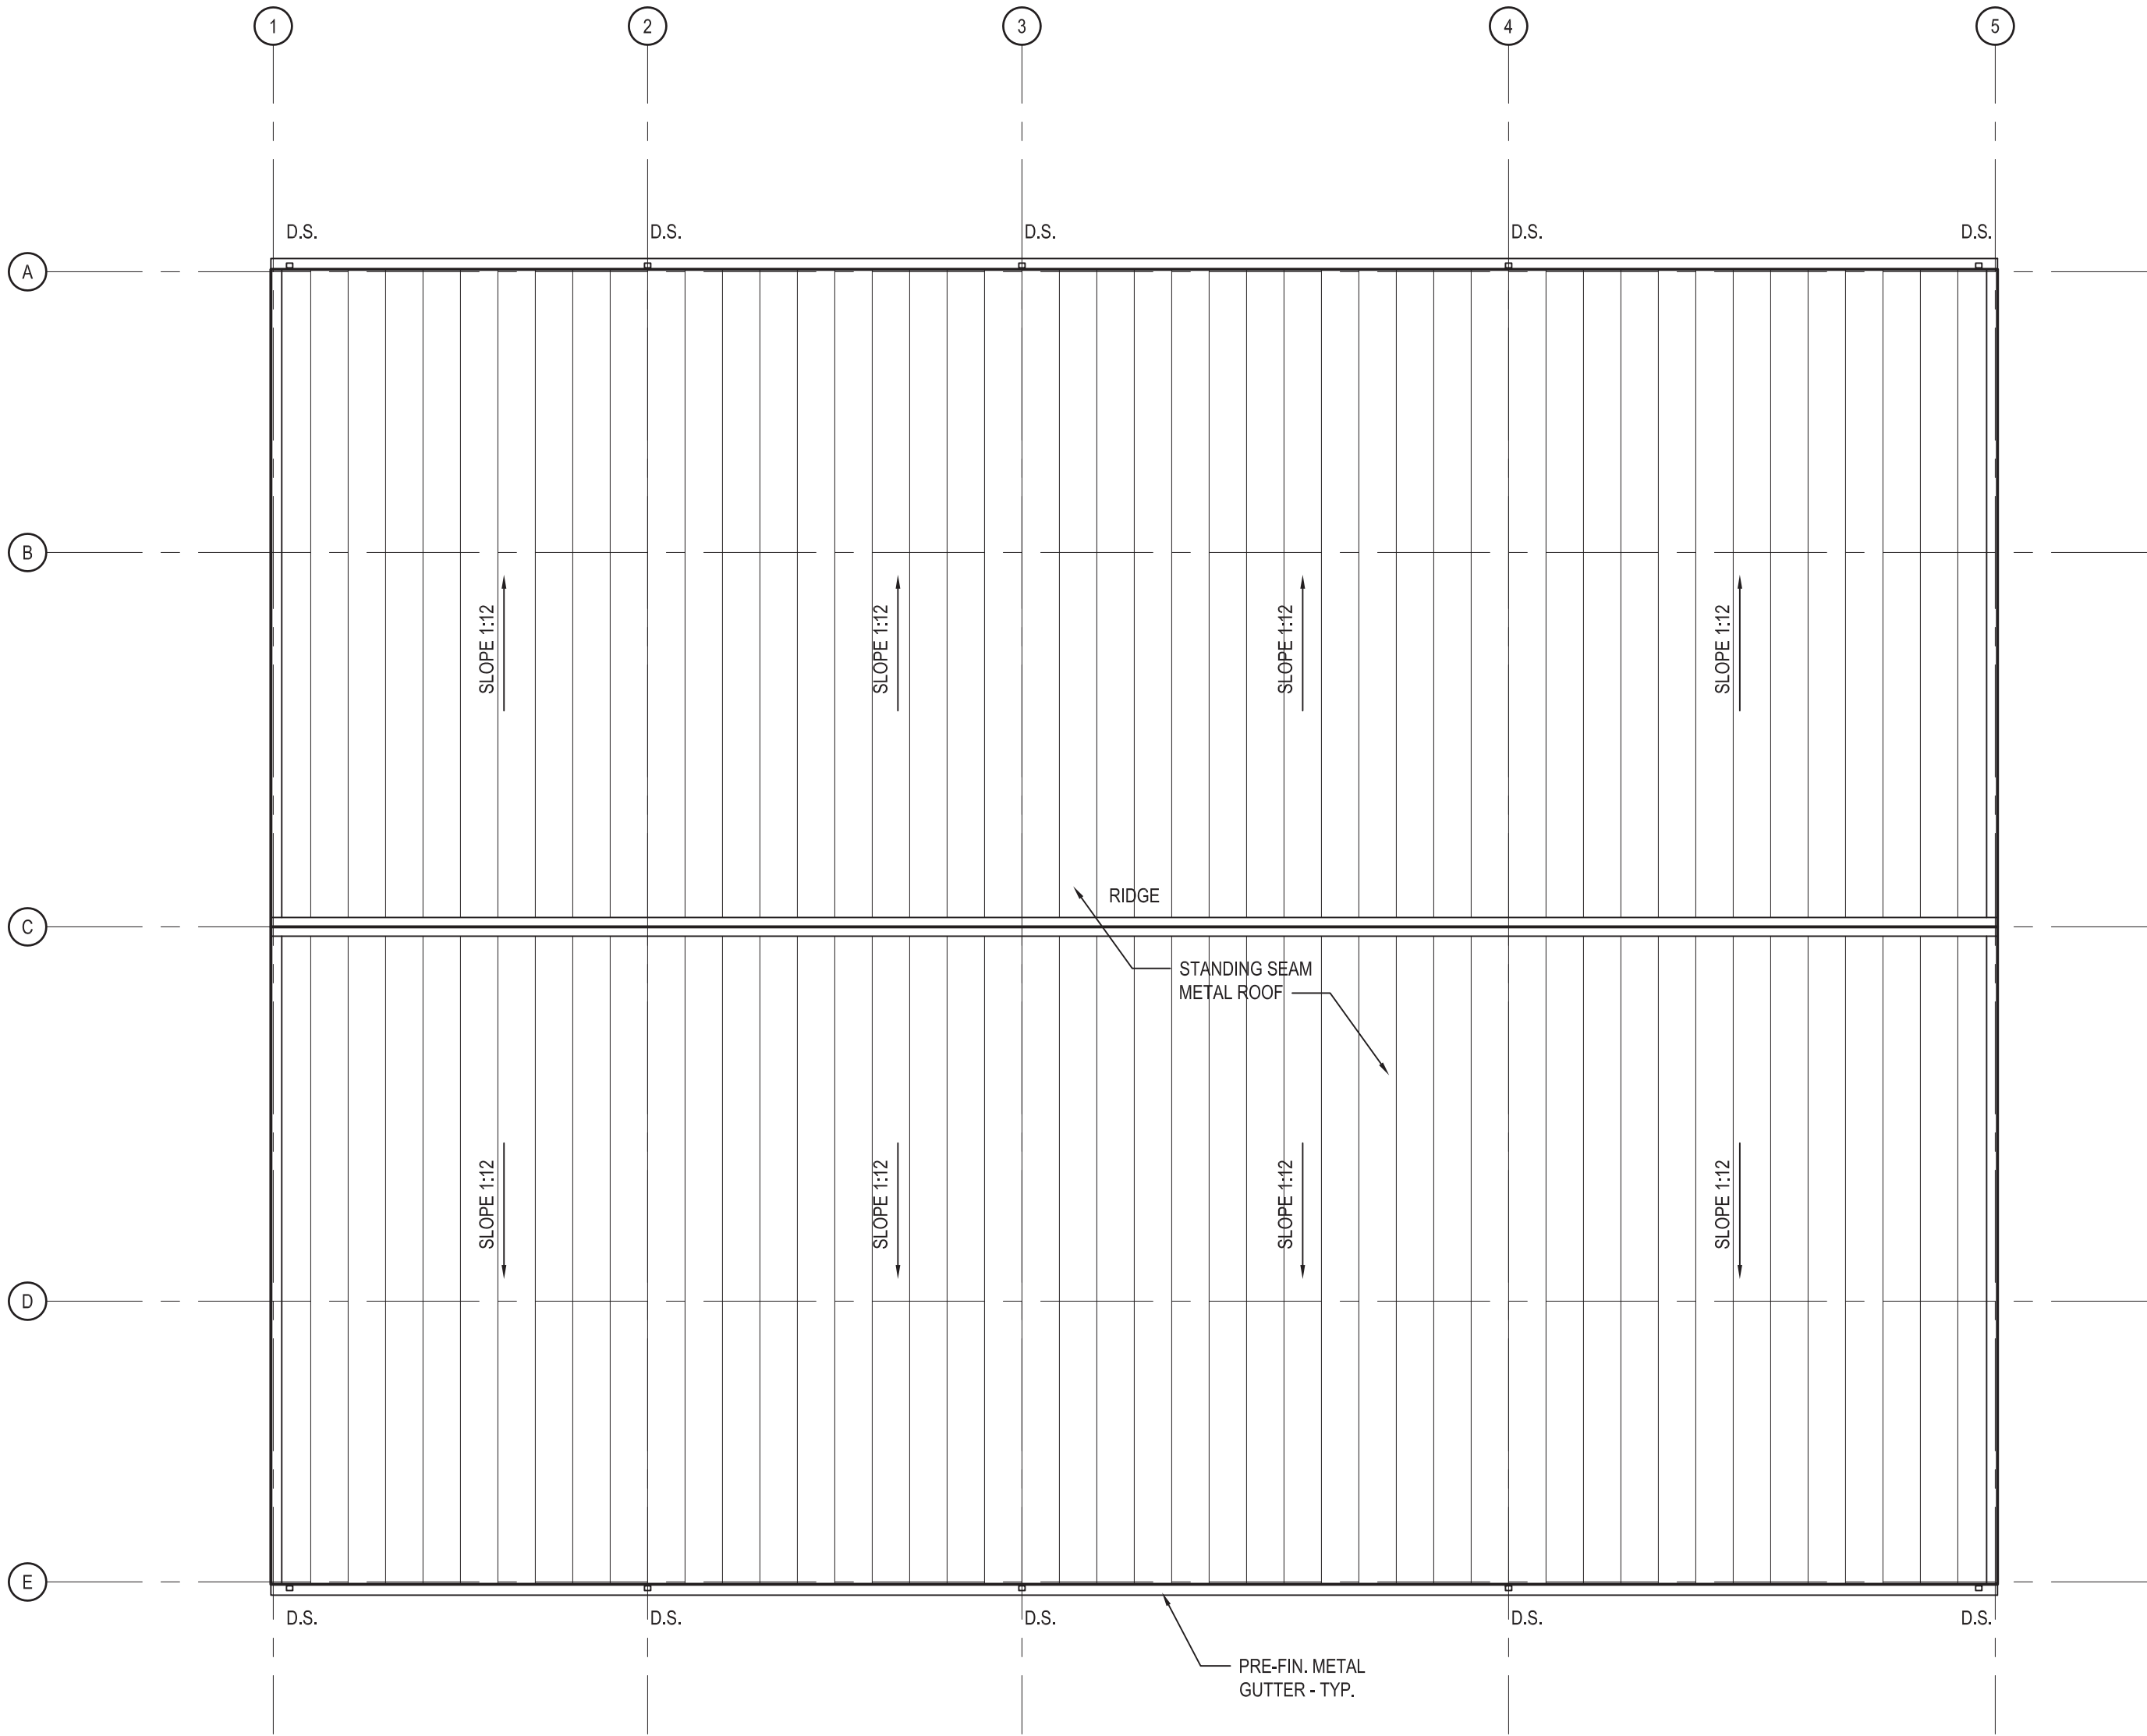 1 2 3 4 5
D.S. D.S. D.S. D.S. D.S.
A
B
SLOPE 1:12 SLOPE 1:12 SLOPE 1:12 SLOPE 1:12
RIDGE
C
STANDING SEAM
METAL ROOF
SLOPE 1:12 SLOPE 1:12 SLOPE 1:12 SLOPE 1:12
D
E
D.S. D.S. D.S. D.S. D.S.
PRE-FIN. METAL
GUTTER - TYP.